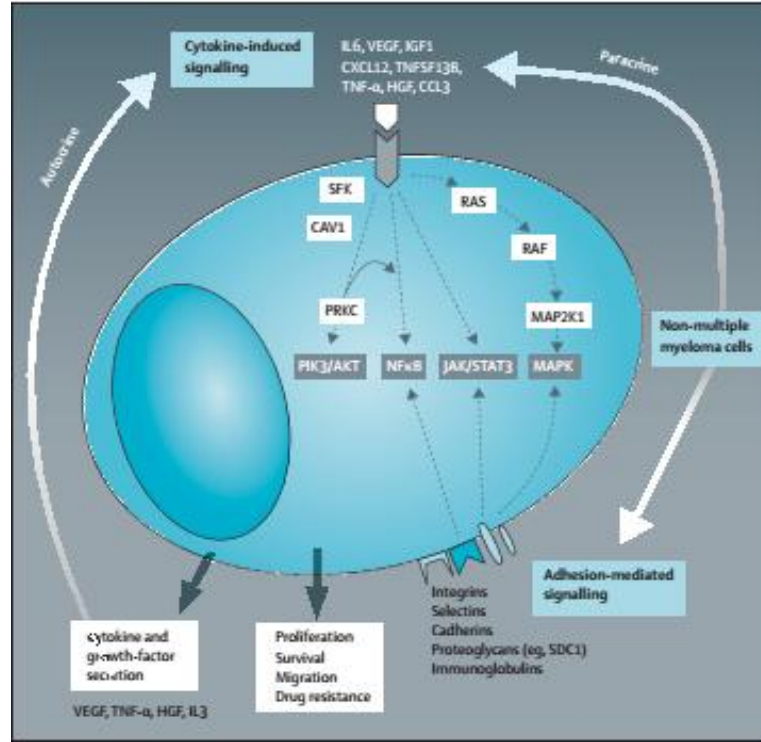 Cytokine-induced
signalling
IL6, VEGF, IGF1
CXCL12, TNFSF13B,
TNF-α, HGF, CCL3
Paracrine
Autocrine
SFK
CAV1
RAS
RAF
PRKC
MAP2K1
PIK3/AKT
NFκB
JAK/STAT3
MAPK
Non-multiple
myeloma cells
Adhesion-mediated
signalling
Integrins
Selectins
Cadherins
Proteoglycans (eg, SDC1)
Immunoglobulins
Cytokine and
growth-factor
secretion
VEGF, TNF-α, HGF, IL3
Proliferation
Survival
Migration
Drug resistance